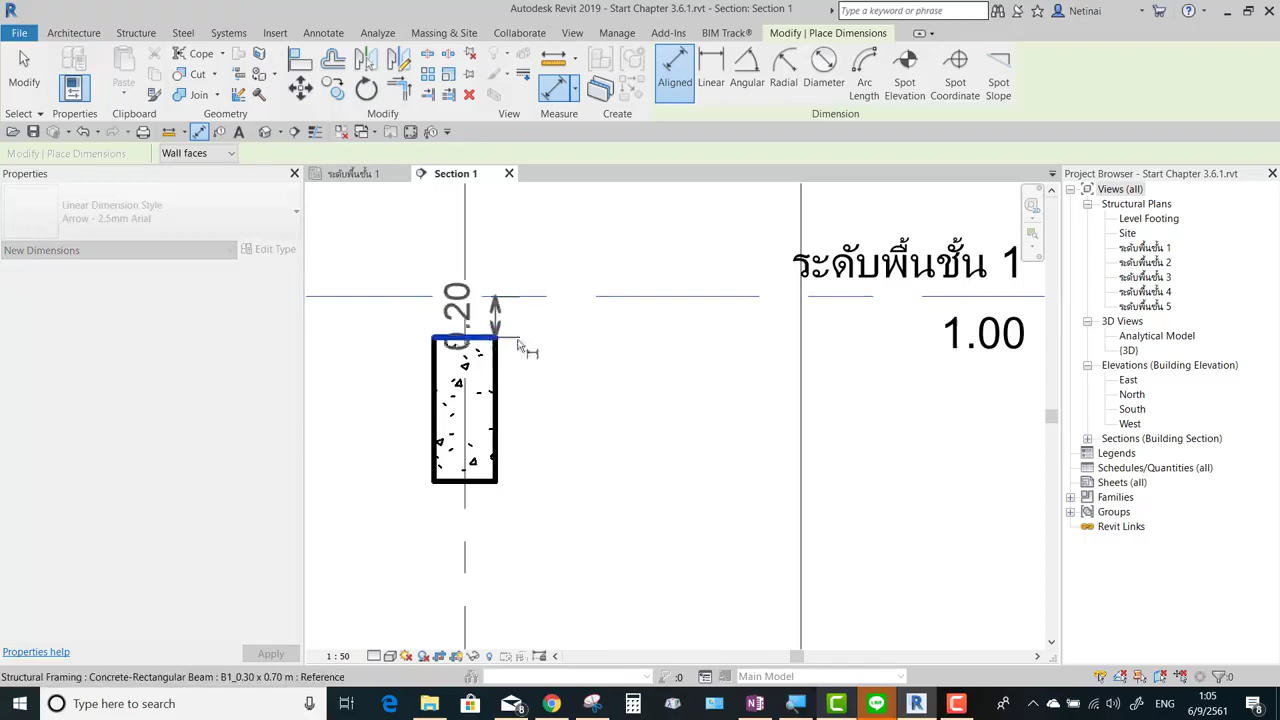 Autodesk Revit 2019 - Start Chapter 3.6.1.rvt - Section: Section 1
Type a keyword or phrase
Netinai
File Architecture Structure Steel Systems Insert Annotate Analyze Massing & Site Collaborate View Manage Add-Ins BIM Track® Modify | Place Dimensions
Modify
Paste
Cope
Cut
Join
Aligned Linear Angular Radial Diameter Arc Length Spot Elevation Spot Coordinate Spot Slope
Select Properties Clipboard Geometry Modify View Measure Create Dimension
Modify | Place Dimensions Wall faces
Properties
Linear Dimension Style
Arrow - 2.5mm Arial
New Dimensions Edit Type
Properties help Apply
ระดับพื้นชั้น 1 Section 1
0.20
ระดับพื้นชั้น 1
1.00
1 : 50
Project Browser - Start Chapter 3.6.1.rvt
Views (all)
Structural Plans
Level Footing
Site
ระดับพื้นชั้น 1
ระดับพื้นชั้น 2
ระดับพื้นชั้น 3
ระดับพื้นชั้น 4
ระดับพื้นชั้น 5
3D Views
Analytical Model
{3D}
Elevations (Building Elevation)
East
North
South
West
Sections (Building Section)
Legends
Schedules/Quantities (all)
Sheets (all)
Families
Groups
Revit Links
Structural Framing : Concrete-Rectangular Beam : B1_0.30 x 0.70 m : Reference
:0 Main Model :0
Type here to search
ENG
1:05
6/9/2561